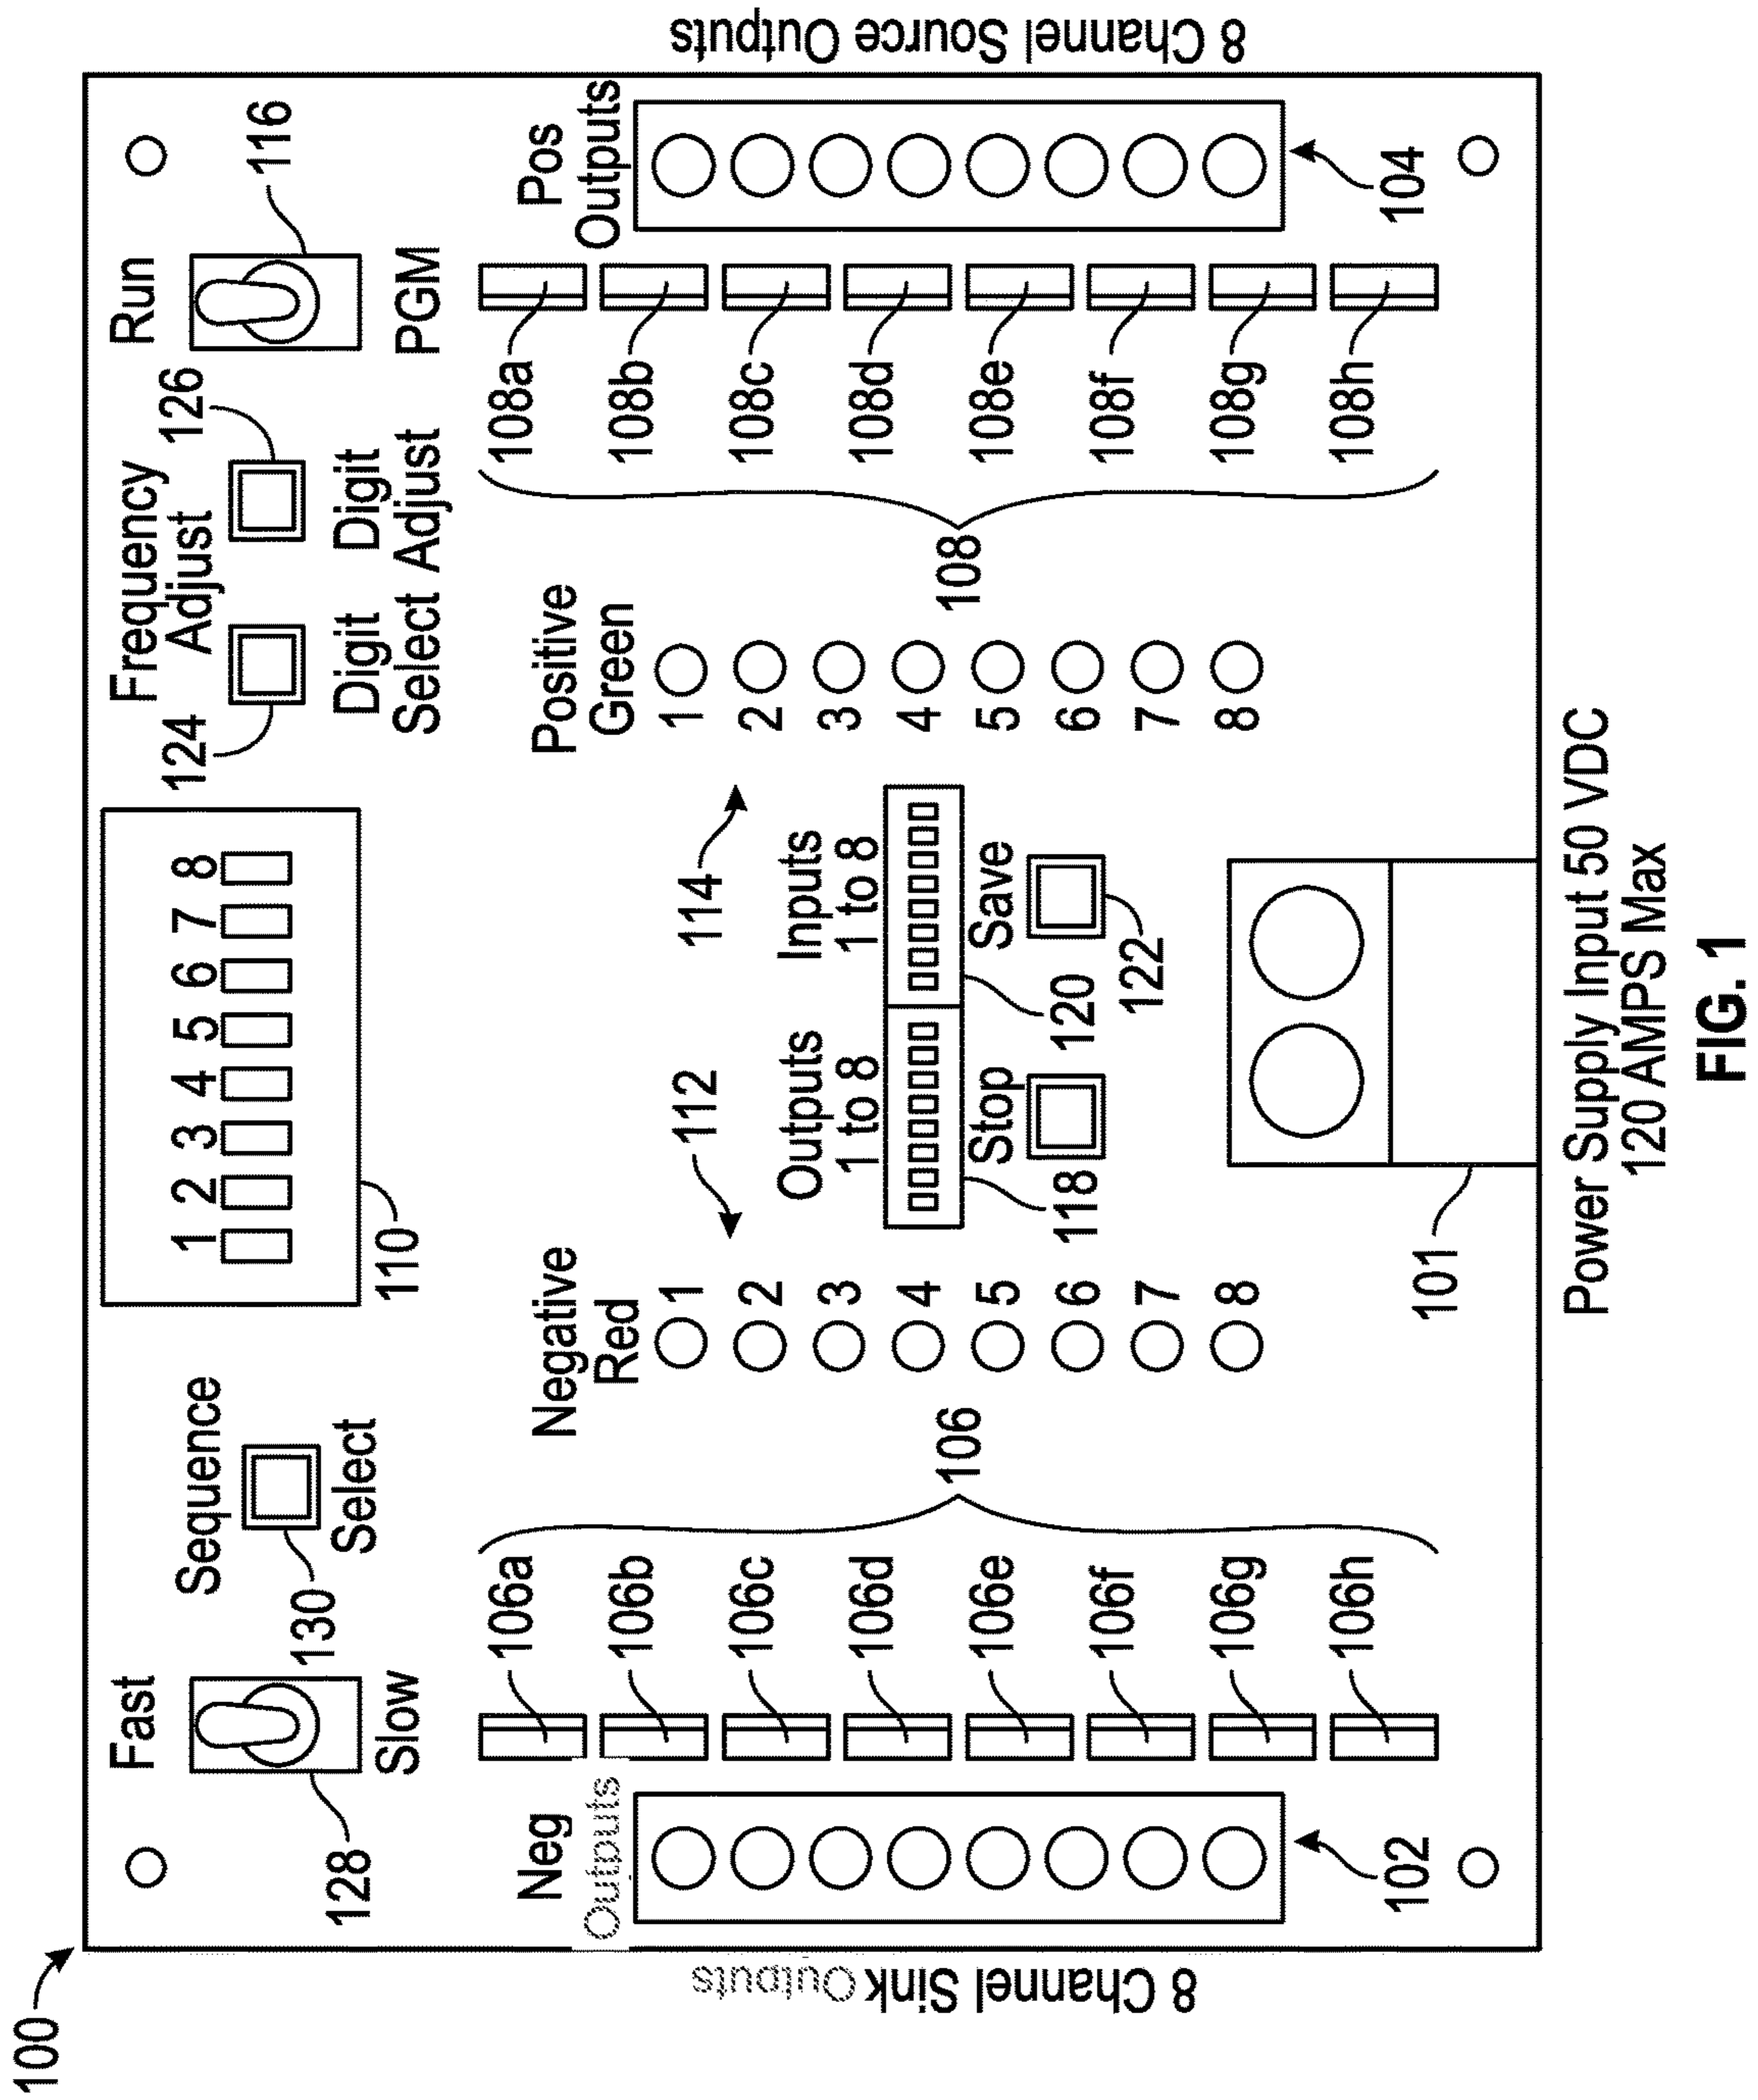 100
8 Channel Sink Outputs
8 Channel Source Outputs
Fast
Slow
128
Sequence
Select
130
1 2 3 4 5 6 7 8
110
Frequency
Adjust
124
126
Digit
Select
Digit
Adjust
Run
PGM
116
Neg
Outputs
102
106a
106b
106c
106d
106e
106f
106g
106h
106
Negative
Red
1
2
3
4
5
6
7
8
112
Outputs
1 to 8
Inputs
1 to 8
114
Stop
118
120
Save
122
Positive
Green
1
2
3
4
5
6
7
8
108
108a
108b
108c
108d
108e
108f
108g
108h
Pos
Outputs
104
101
Power Supply Input 50 VDC
120 AMPS Max
FIG. 1